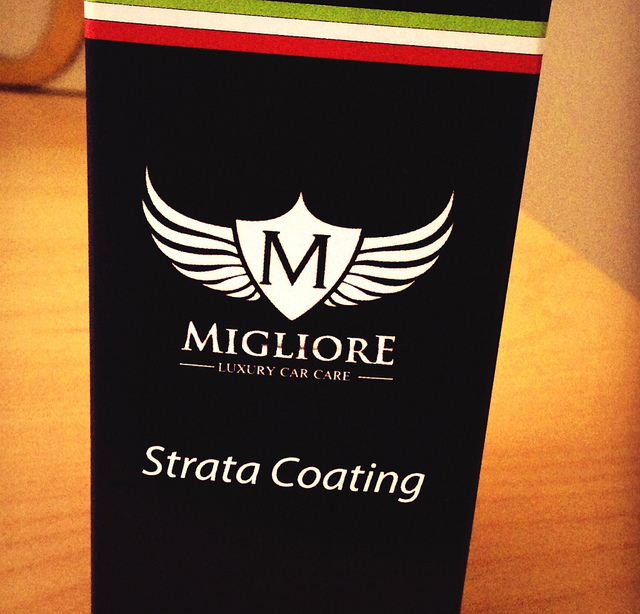 M
MIGLIORE
LUXURY CAR CARE
Strata Coating